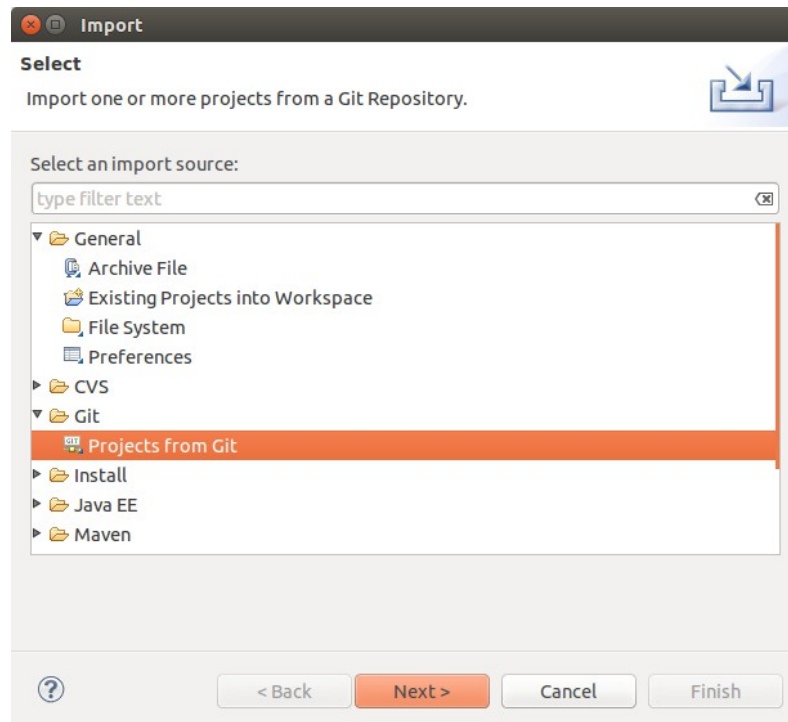 Import
Select
Import one or more projects from a Git Repository.
Select an import source:
type filter text
General
Archive File
Existing Projects into Workspace
File System
Preferences
CVS
Git
GIT Projects from Git
Install
Java EE
Maven
? < Back Next > Cancel Finish